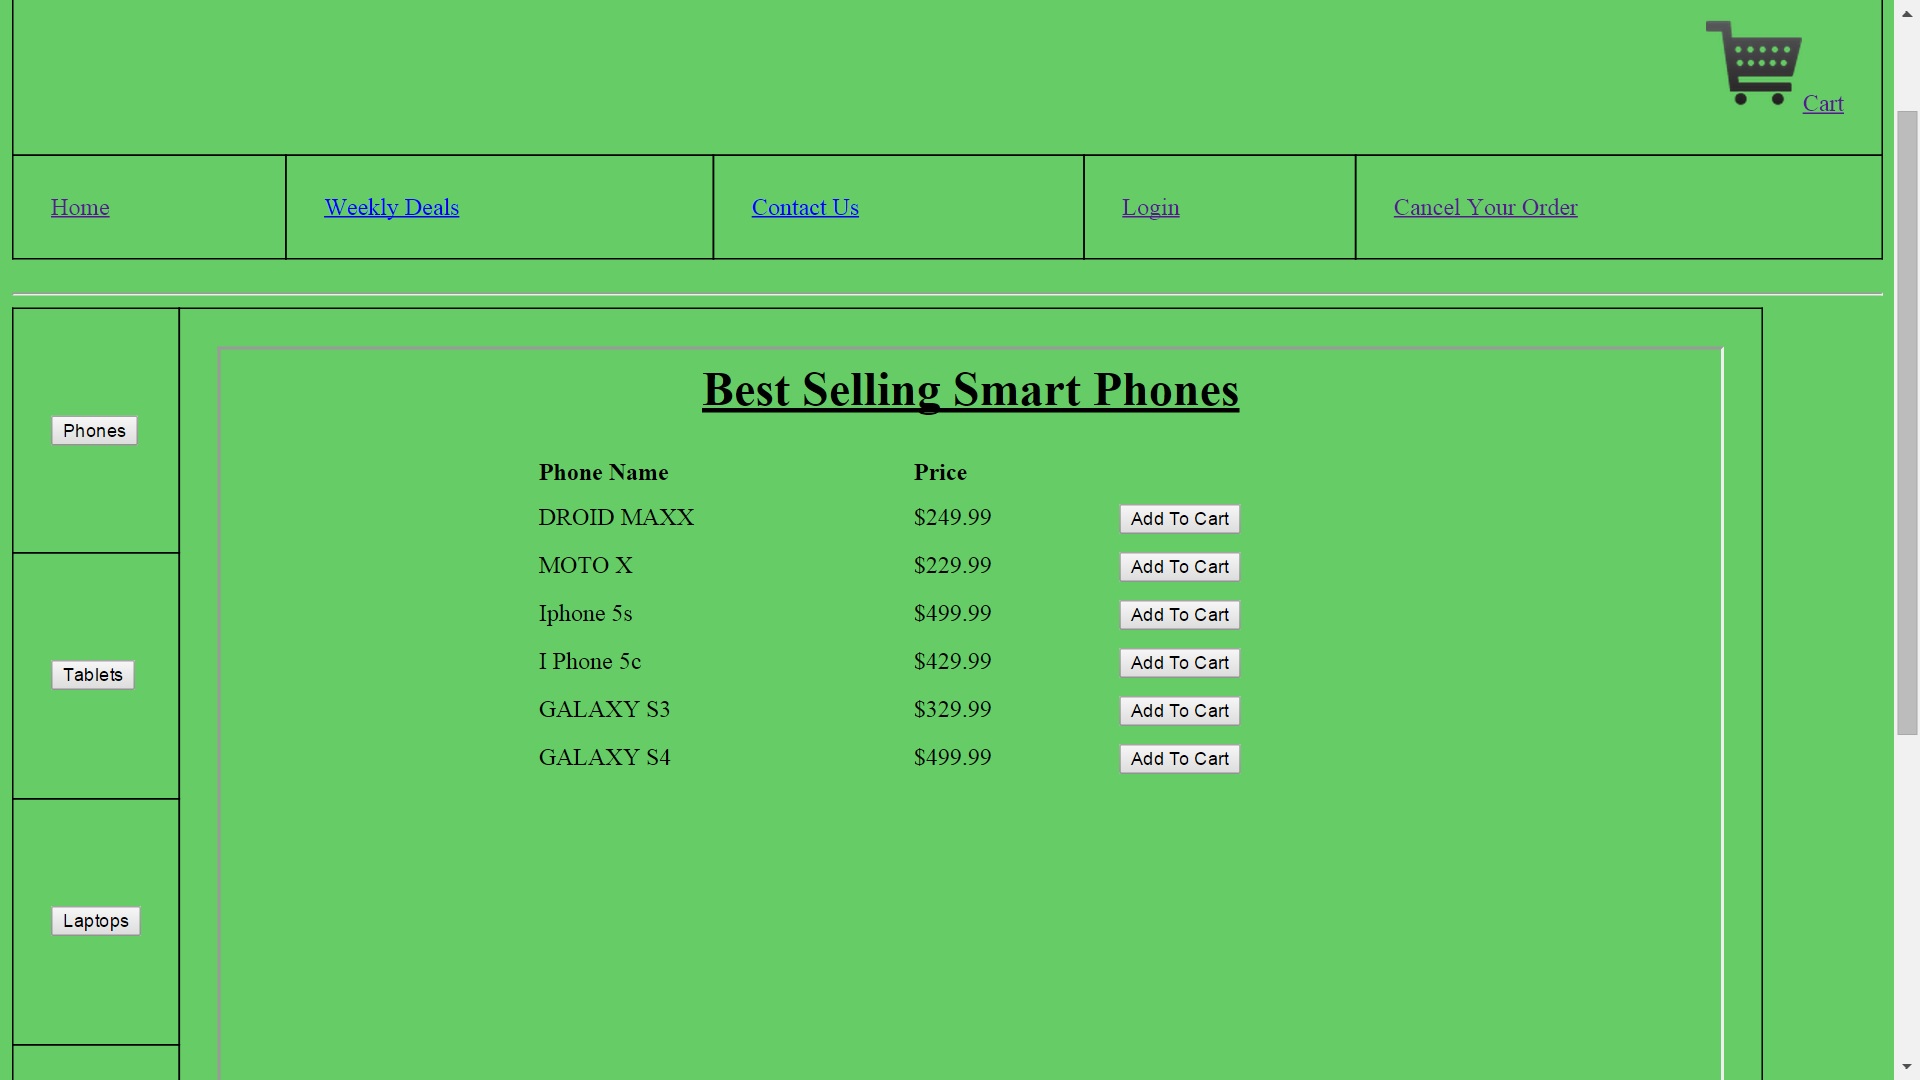 Cart
Home Weekly Deals Contact Us Login Cancel Your Order
Best Selling Smart Phones
Phone Name Price
DROID MAXX $249.99 Add To Cart
MOTO X $229.99 Add To Cart
Iphone 5s $499.99 Add To Cart
I Phone 5c $429.99 Add To Cart
GALAXY S3 $329.99 Add To Cart
GALAXY S4 $499.99 Add To Cart
Phones
Tablets
Laptops